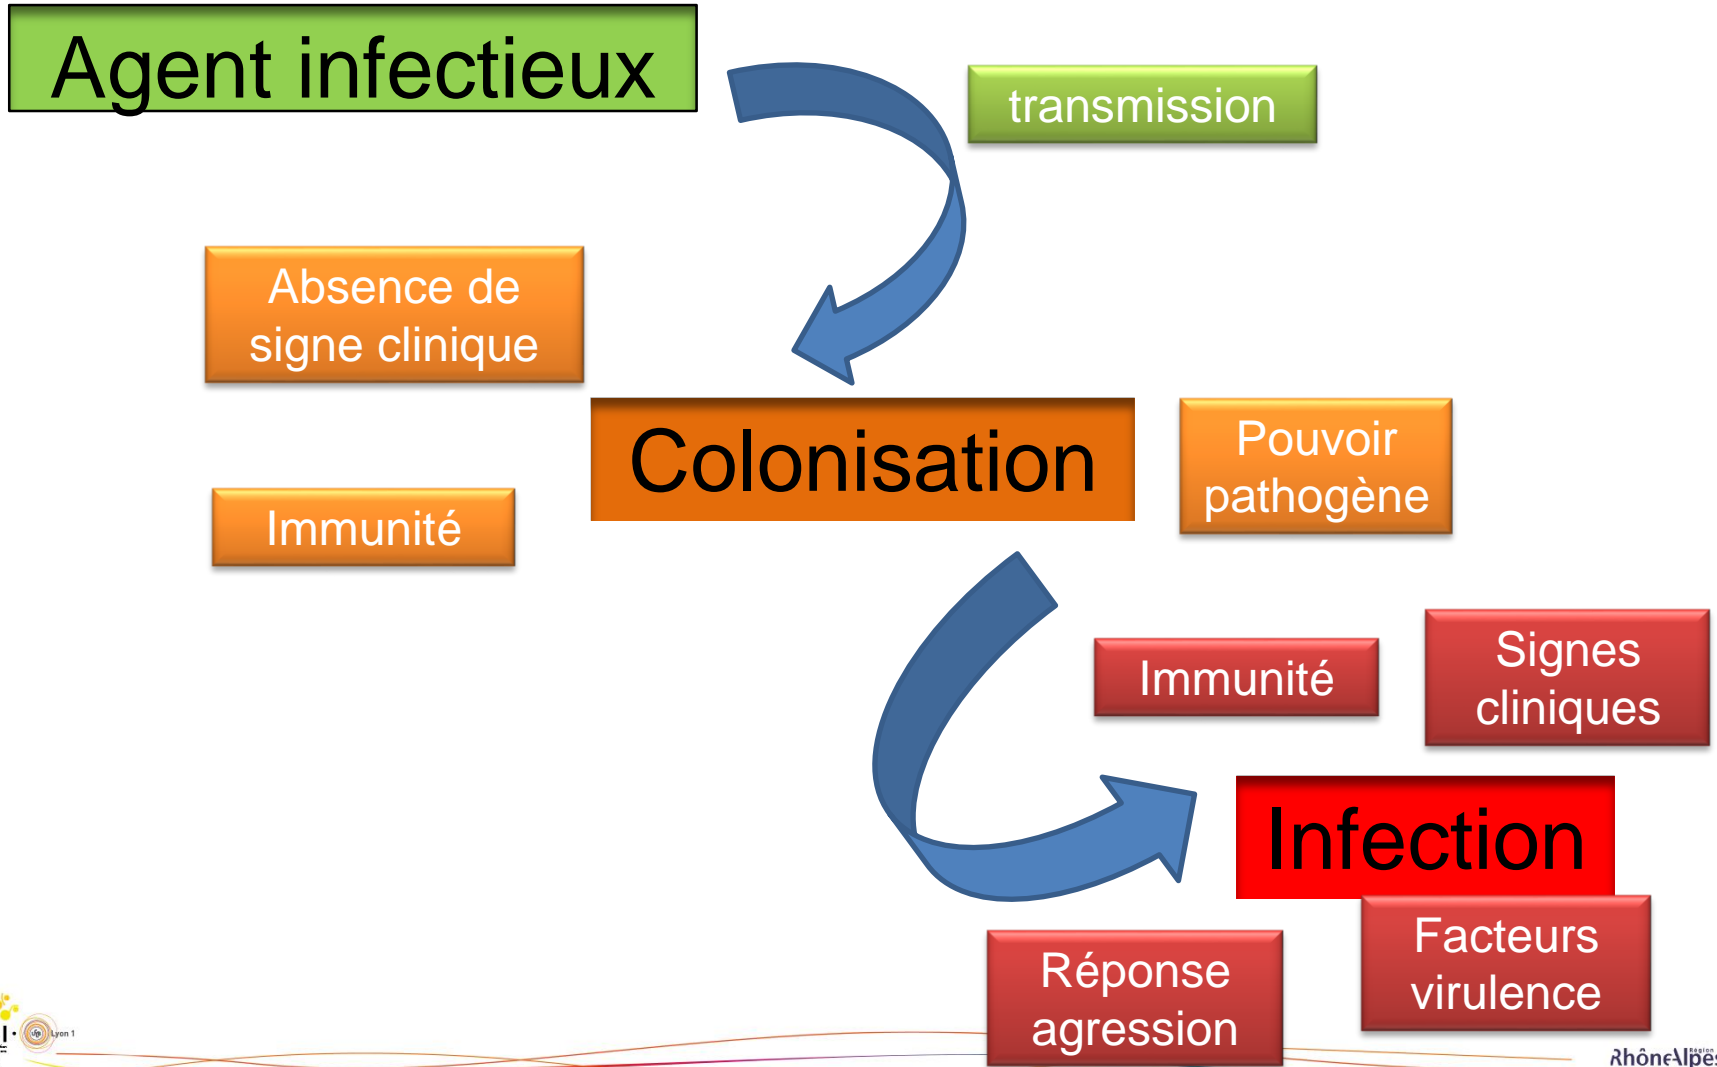 Agent infectieux
transmission
Absence de
signe clinique
Colonisation
Pouvoir
pathogène
Immunité
Immunité
Signes
cliniques
Infection
Facteurs
virulence
Réponse
agression
Lyon 1
Région
RhôneAlpes